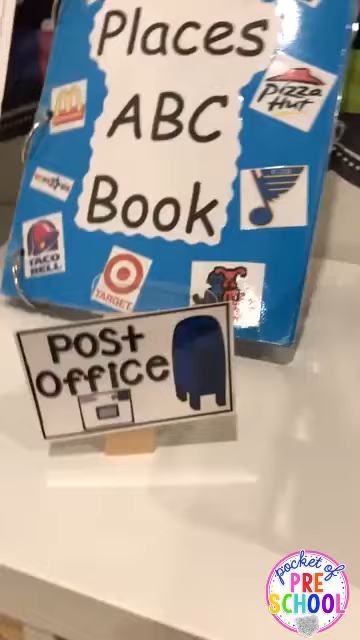 Places
ABC
Book
Pizza
Hut
TACO
BELL
TARGET
POST
OFFICE
pocket of
PRE
SCHOOL